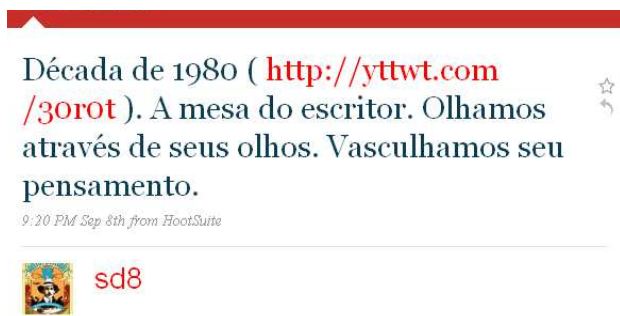 Década de 1980 ( http://yttwt.com
/30r0t ). A mesa do escritor. Olhamos
através de seus olhos. Vasculhamos seu
pensamento.
9:20 PM Sep 8th from HootSuite
sd8